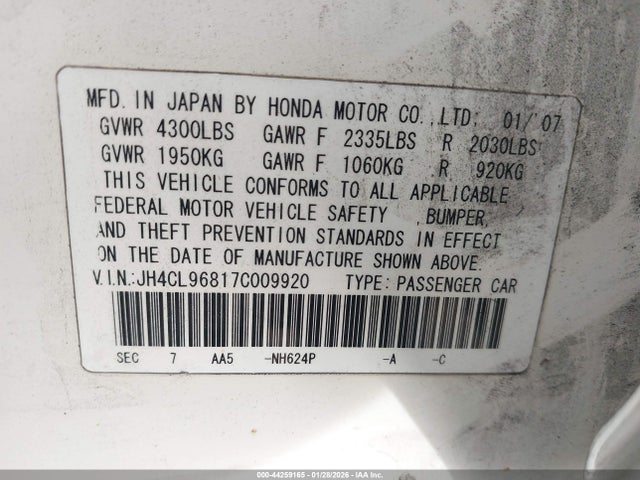 MFD. IN JAPAN BY HONDA MOTOR CO.,LTD: 01/'07
GVWR 4300LBS GAWR F 2335LBS R 2030LBS
GVWR 1950KG GAWR F 1060KG R 920KG
THIS VEHICLE CONFORMS TO ALL APPLICABLE
FEDERAL MOTOR VEHICLE SAFETY ,BUMPER,
AND THEFT PREVENTION STANDARDS IN EFFECT
ON THE DATE OF MANUFACTURE SHOWN ABOVE.
V.I.N:JH4CL96817C009920 TYPE: PASSENGER CAR
SEC 7 AA5 -NH624P -A -C
000-44259165 - 01/28/2026 - IAAI.COM